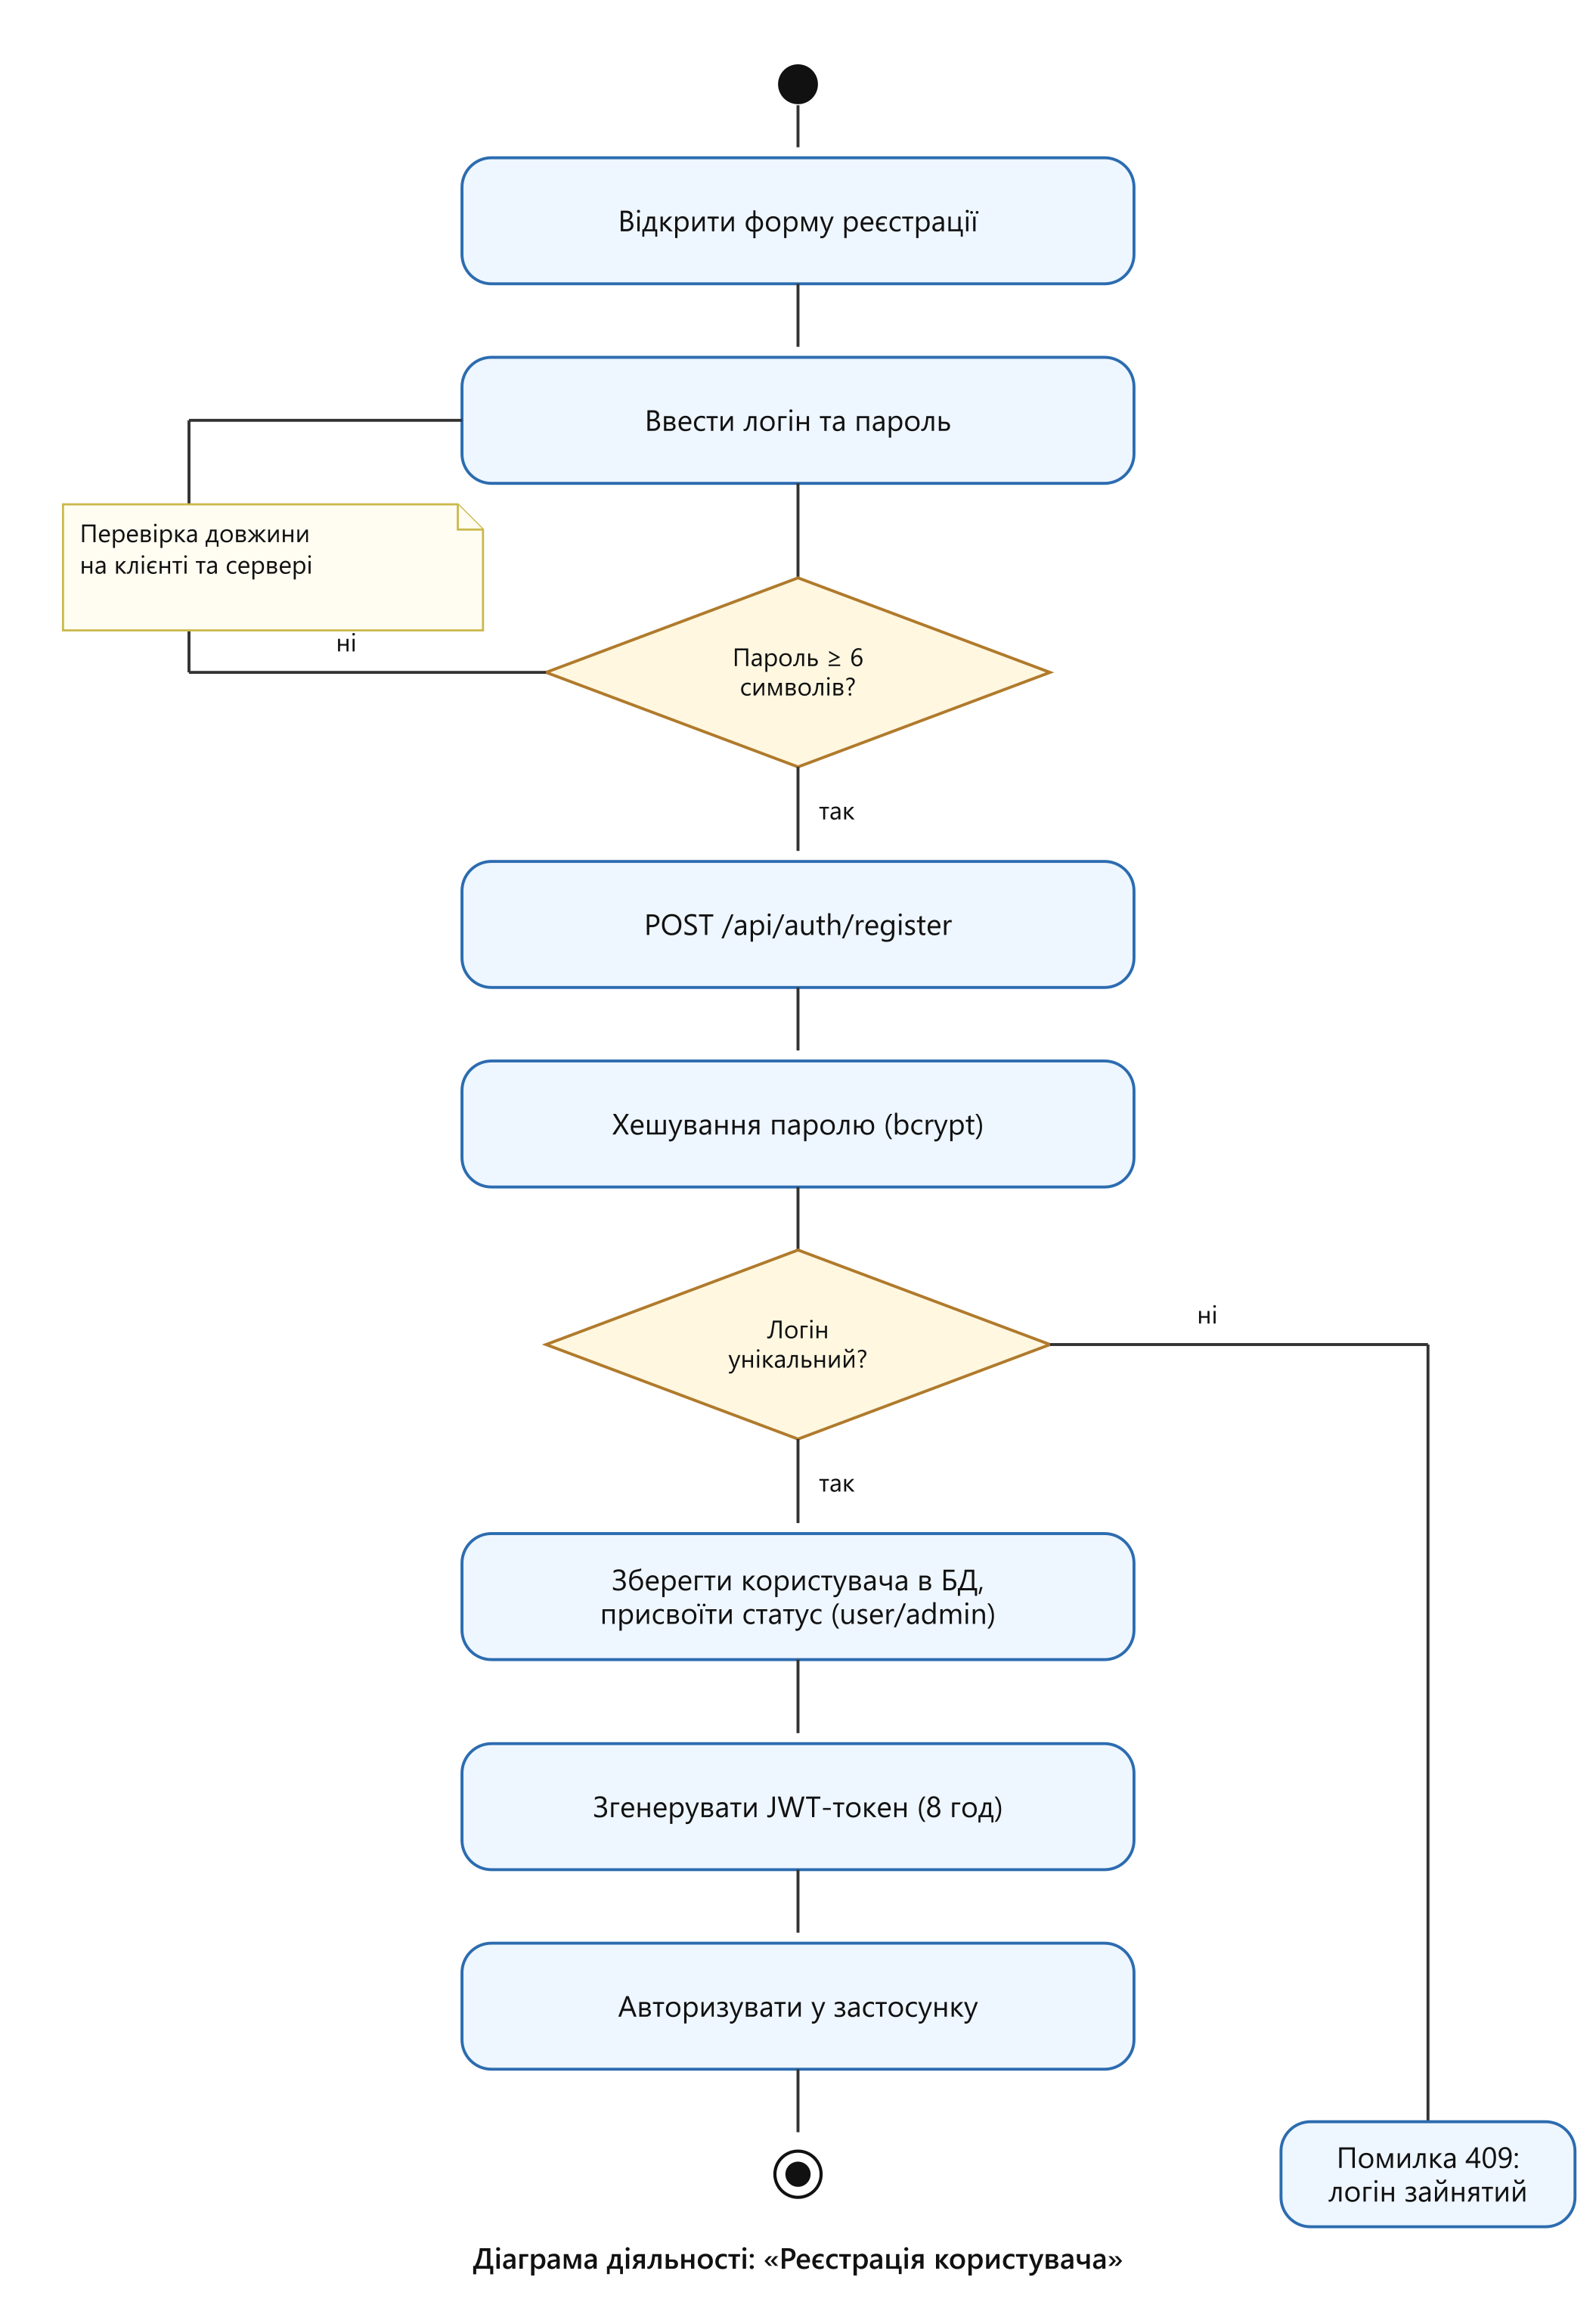 Відкрити форму реєстрації
Ввести логін та пароль
Перевірка довжини
на клієнті та сервері
ні
Пароль ≥ 6
символів?
так
POST /api/auth/register
Хешування паролю (bcrypt)
Логін
унікальний?
ні
так
Зберегти користувача в БД,
присвоїти статус (user/admin)
Згенерувати JWT-токен (8 год)
Авторизувати у застосунку
Помилка 409:
логін зайнятий
Діаграма діяльності: «Реєстрація користувача»